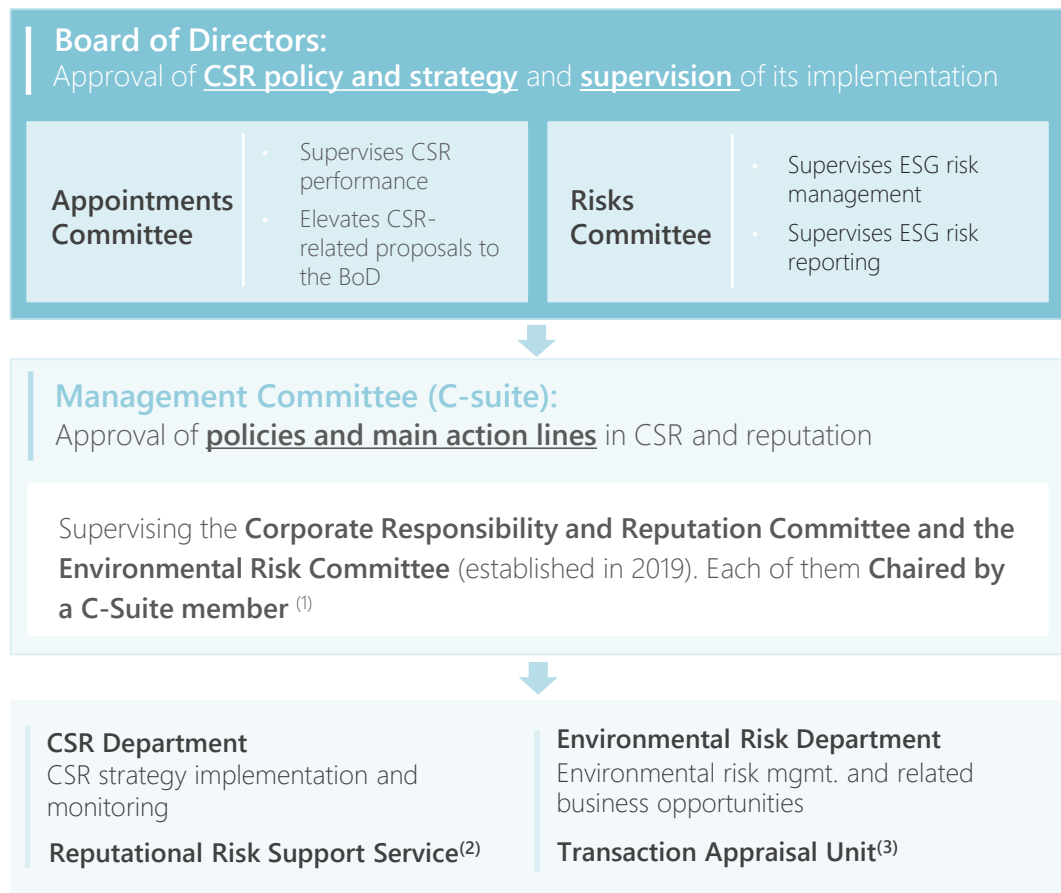 Board of Directors:
Approval of CSR policy and strategy and supervision of its implementation
Appointments
Committee
• Supervises CSR
performance
• Elevates CSR-
related proposals to
the BoD
Risks
Committee
• Supervises ESG risk
management
• Supervises ESG risk
reporting
Management Committee (C-suite):
Approval of policies and main action lines in CSR and reputation
Supervising the Corporate Responsibility and Reputation Committee and the
Environmental Risk Committee (established in 2019). Each of them Chaired by
a C-Suite member (1)
CSR Department
CSR strategy implementation and
monitoring
Reputational Risk Support Service(2)
Environmental Risk Department
Environmental risk mgmt. and related
business opportunities
Transaction Appraisal Unit(3)